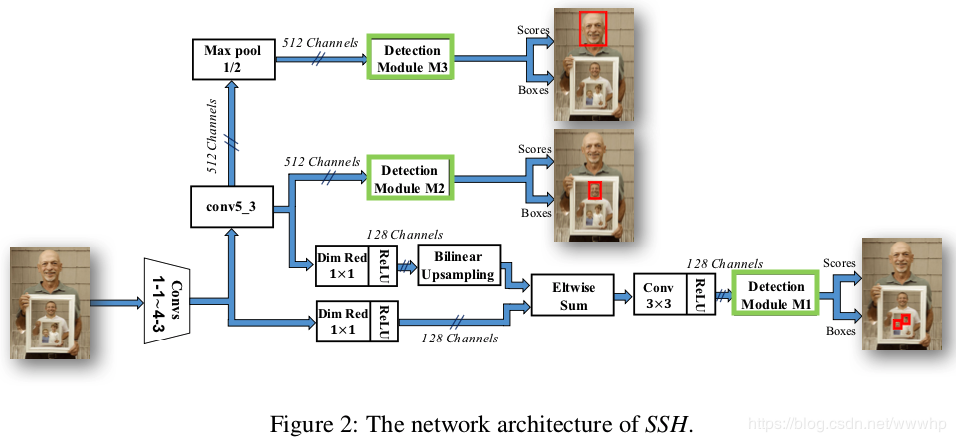 512 Channels
Max pool
1/2
Detection
Module M3
Scores
Boxes
512 Channels
512 Channels
Detection
Module M2
Scores
Boxes
conv5_3
128 Channels
Dim Red
1×1
ReLU
Bilinear
Upsampling
Convs
1-1~4-3
Dim Red
1×1
ReLU
128 Channels
Eltwise
Sum
Conv
3×3
ReLU
128 Channels
Detection
Module M1
Scores
Boxes
Figure 2: The network architecture of SSH.
https://blog.csdn.net/wwwhp